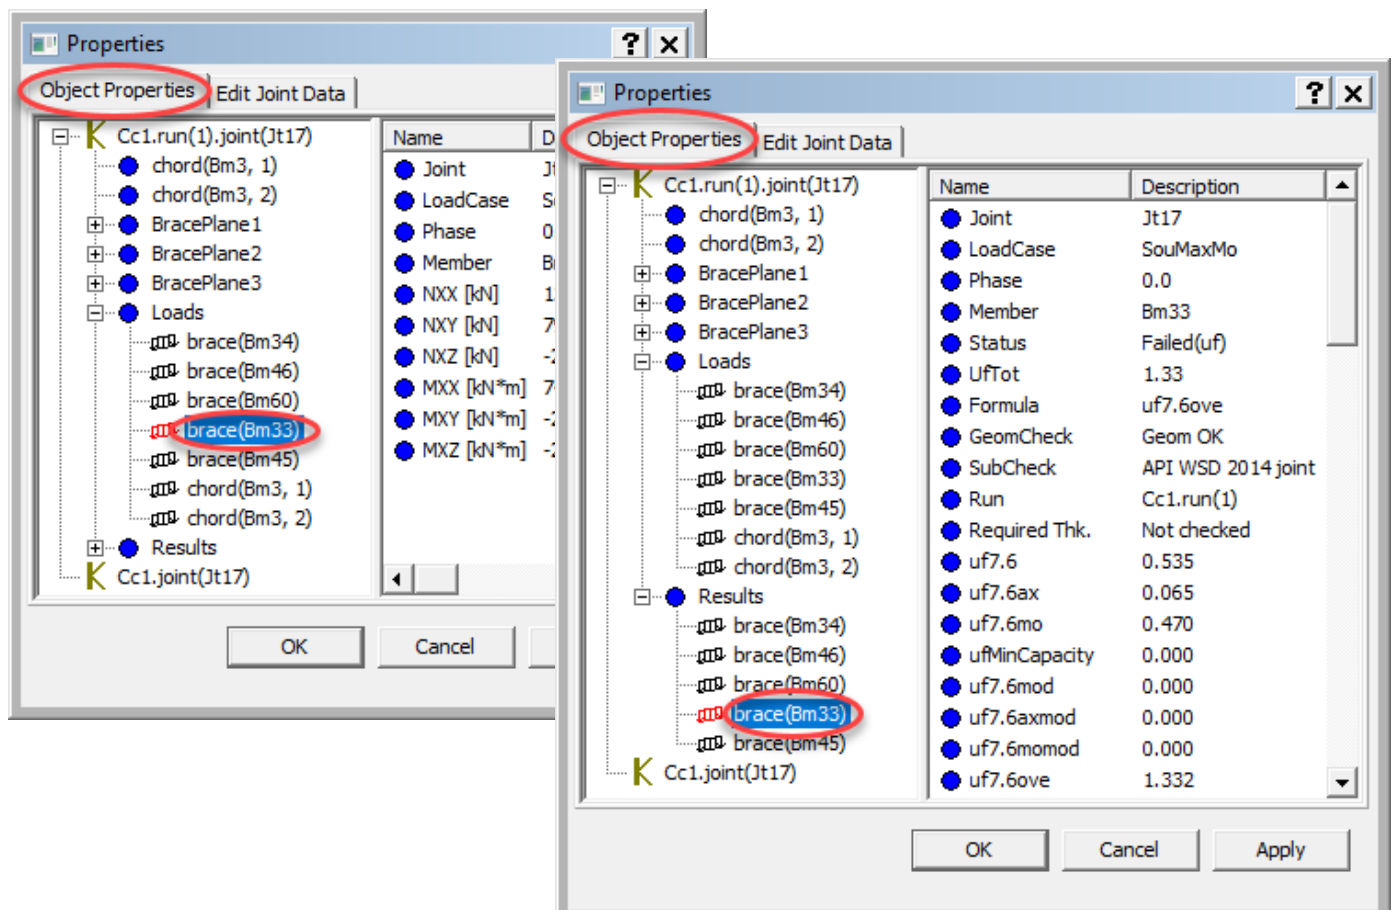 Properties
Object Properties Edit Joint Data
Cc1.run(1).joint(Jt17)
chord(Bm3, 1)
chord(Bm3, 2)
BracePlane1
BracePlane2
BracePlane3
Loads
brace(Bm34)
brace(Bm46)
brace(Bm60)
brace(Bm33)
brace(Bm45)
chord(Bm3, 1)
chord(Bm3, 2)
Results
Cc1.joint(Jt17)
Name
Joint
LoadCase
Phase 0
Member
NXX [kN]
NXY [kN]
NXZ [kN]
MXX [kN*m]
MXY [kN*m]
MXZ [kN*m]
OK Cancel
Properties
Object Properties Edit Joint Data
Cc1.run(1).joint(Jt17)
chord(Bm3, 1)
chord(Bm3, 2)
BracePlane1
BracePlane2
BracePlane3
Loads
brace(Bm34)
brace(Bm46)
brace(Bm60)
brace(Bm33)
brace(Bm45)
chord(Bm3, 1)
chord(Bm3, 2)
Results
brace(Bm34)
brace(Bm46)
brace(Bm60)
brace(Bm33)
brace(Bm45)
Cc1.joint(Jt17)
Name Description
Joint Jt17
LoadCase SouMaxMo
Phase 0.0
Member Bm33
Status Failed(uf)
UfTot 1.33
Formula uf7.6ove
GeomCheck Geom OK
SubCheck API WSD 2014 joint
Run Cc1.run(1)
Required Thk. Not checked
uf7.6 0.535
uf7.6ax 0.065
uf7.6mo 0.470
ufMinCapacity 0.000
uf7.6mod 0.000
uf7.6axmod 0.000
uf7.6momod 0.000
uf7.6ove 1.332
OK Cancel Apply